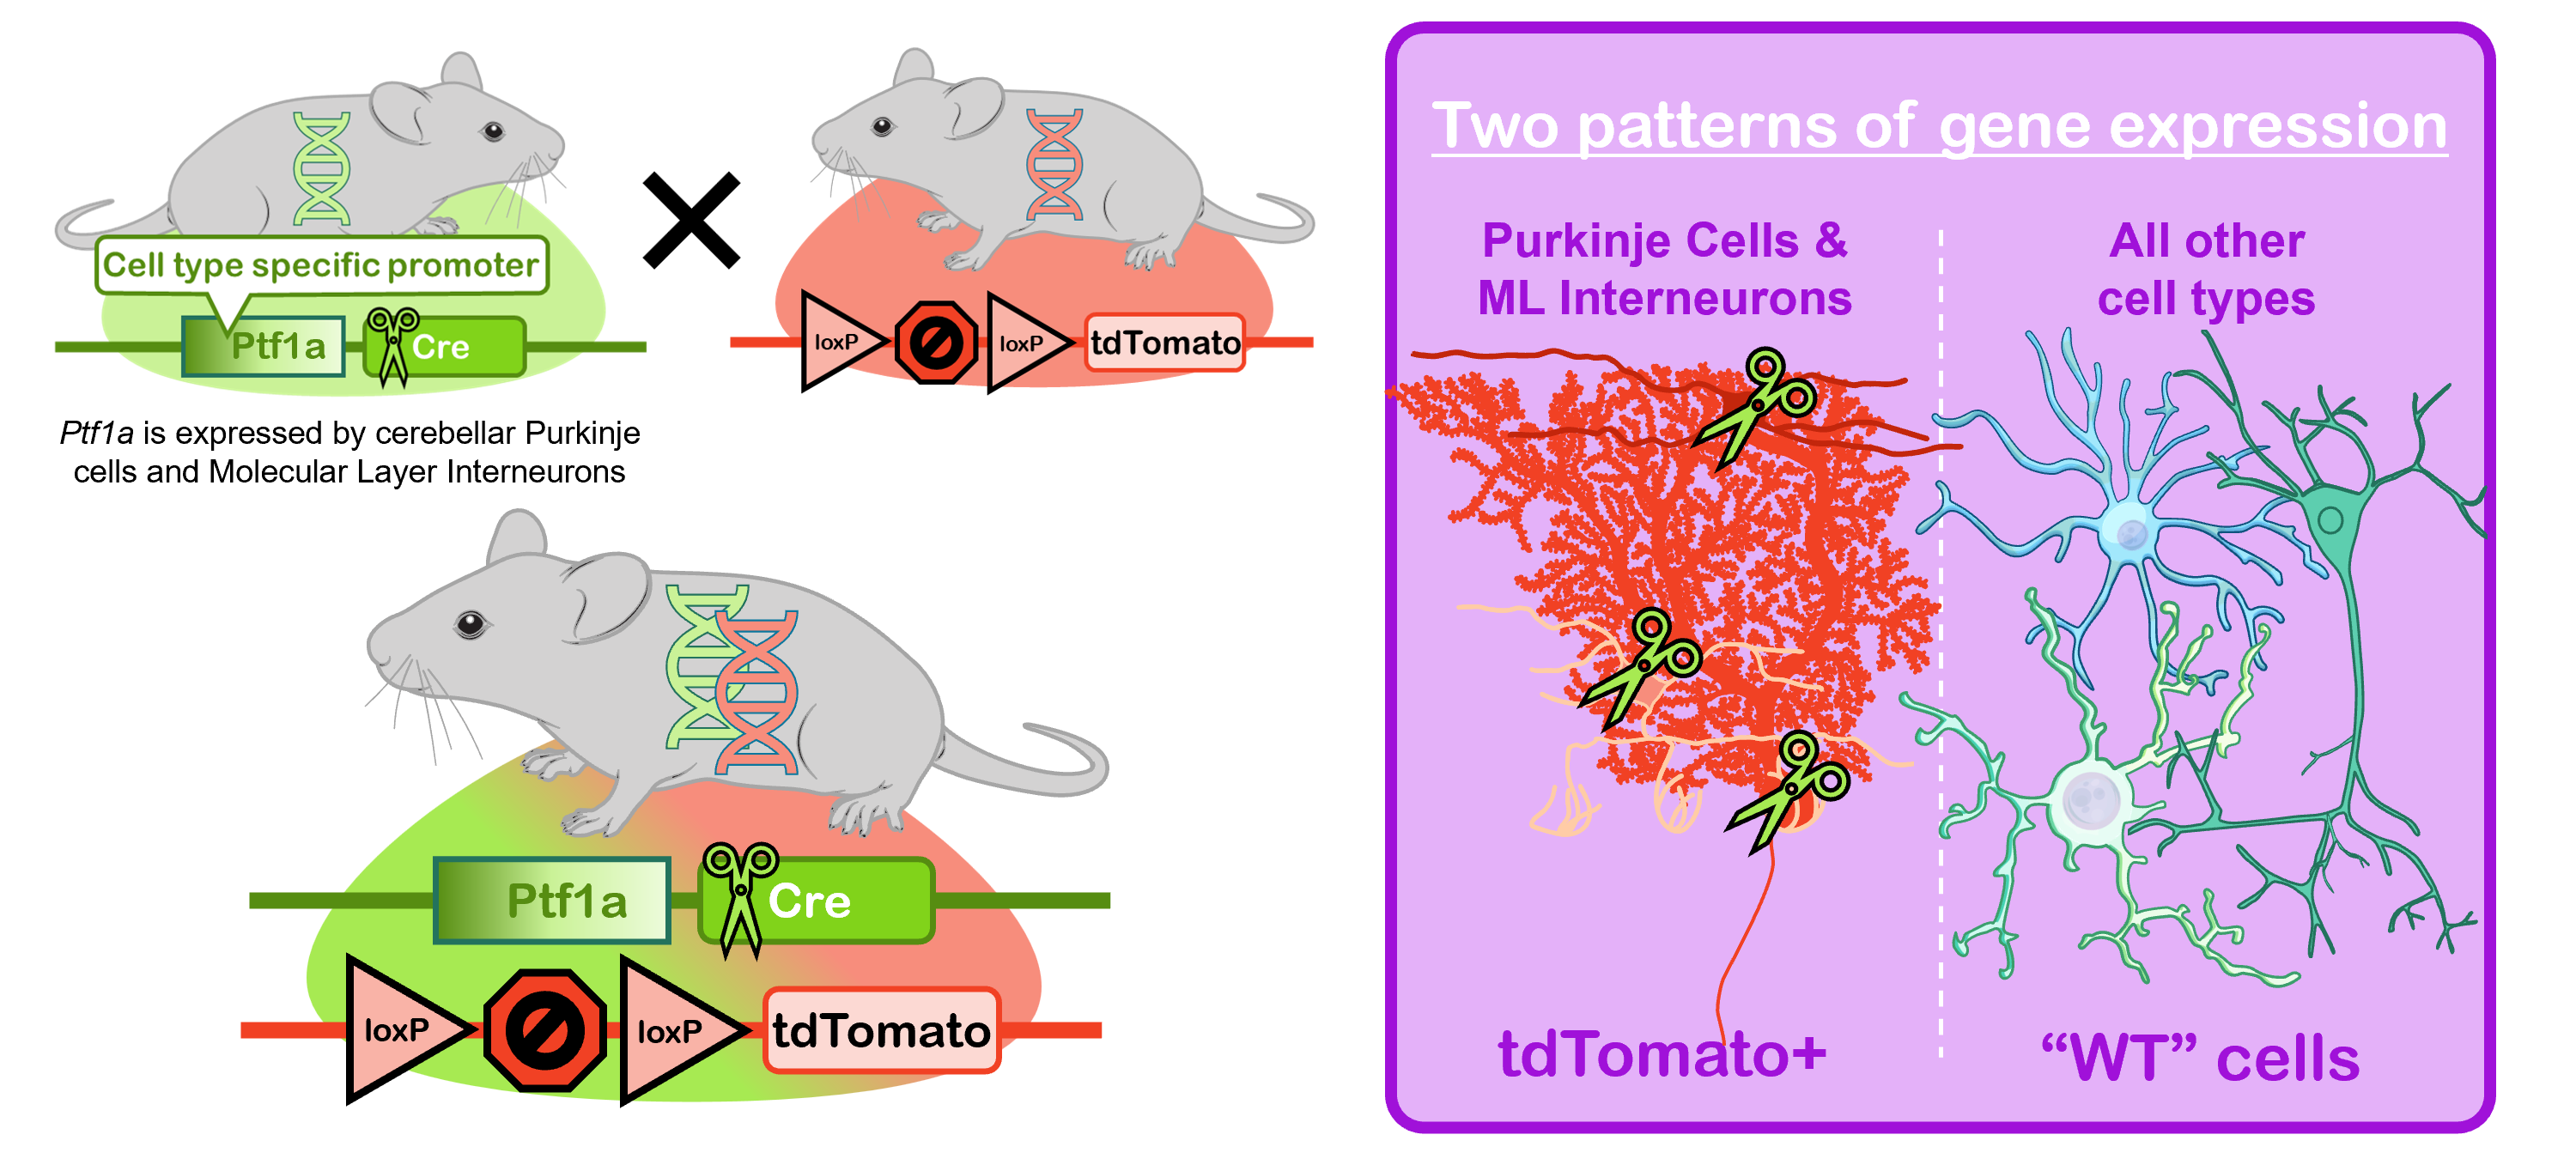 Cell type specific promoter
Ptf1a
Cre
Ptf1a is expressed by cerebellar Purkinje
cells and Molecular Layer Interneurons
loxP
loxP
tdTomato
Ptf1a
Cre
loxP
loxP
tdTomato
Two patterns of gene expression
Purkinje Cells &
ML Interneurons
All other
cell types
tdTomato+
“WT” cells